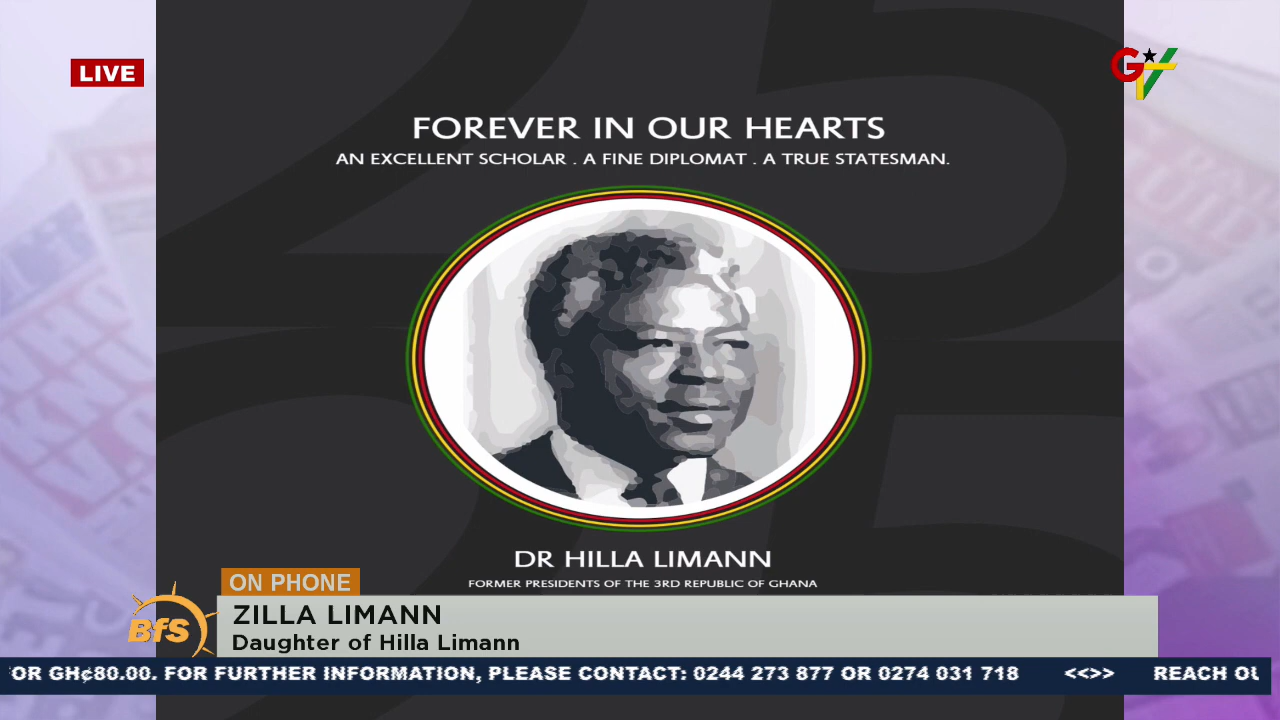 LIVE
GTV
FOREVER IN OUR HEARTS
AN EXCELLENT SCHOLAR . A FINE DIPLOMAT . A TRUE STATESMAN.
DR HILLA LIMANN
FORMER PRESIDENTS OF THE 3RD REPUBLIC OF GHANA
ON PHONE
BfS
ZILLA LIMANN
Daughter of Hilla Limann
OR GH¢80.00. FOR FURTHER INFORMATION, PLEASE CONTACT: 0244 273 877 OR 0274 031 718 <<>> REACH OU